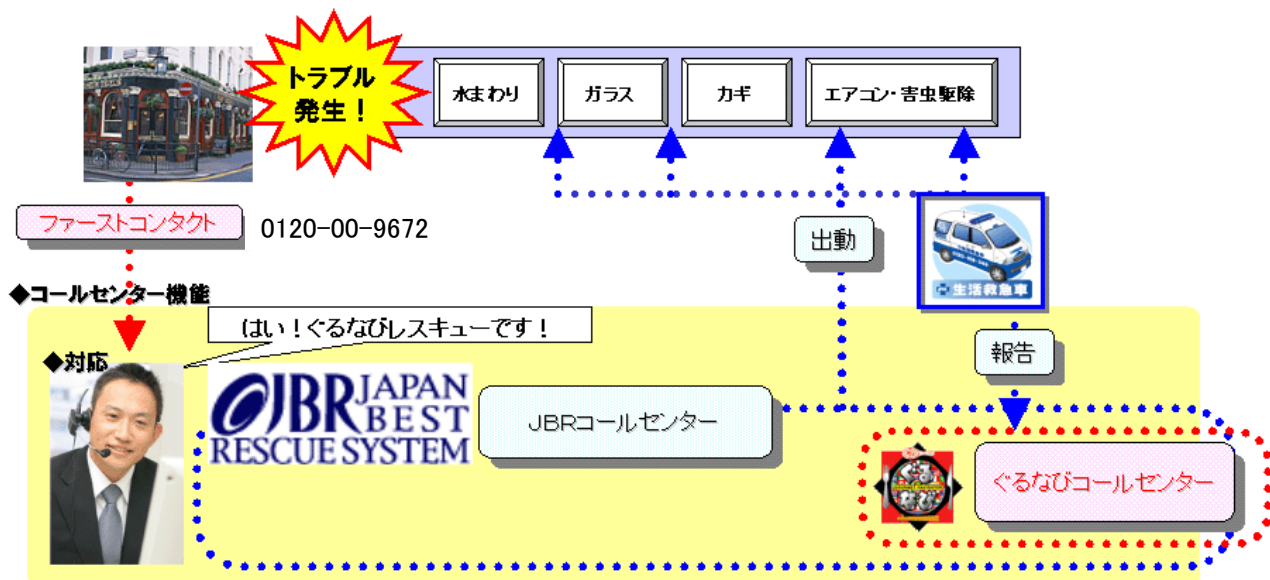 トラブル
発生！
水まわり
ガラス
カギ
エアコン・害虫駆除
ファーストコンタクト
0120-00-9672
出動
生活救急車
◆コールセンター機能
はい！ぐるなびレスキューです！
報告
◆対応
JBR JAPAN
BEST
RESCUE SYSTEM
JBRコールセンター
ぐるなび
ぐるなびコールセンター